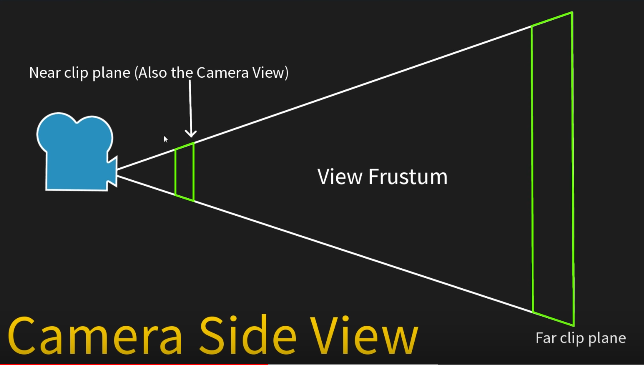 Near clip plane (Also the Camera View)
View Frustum
Camera Side View
Far clip plane